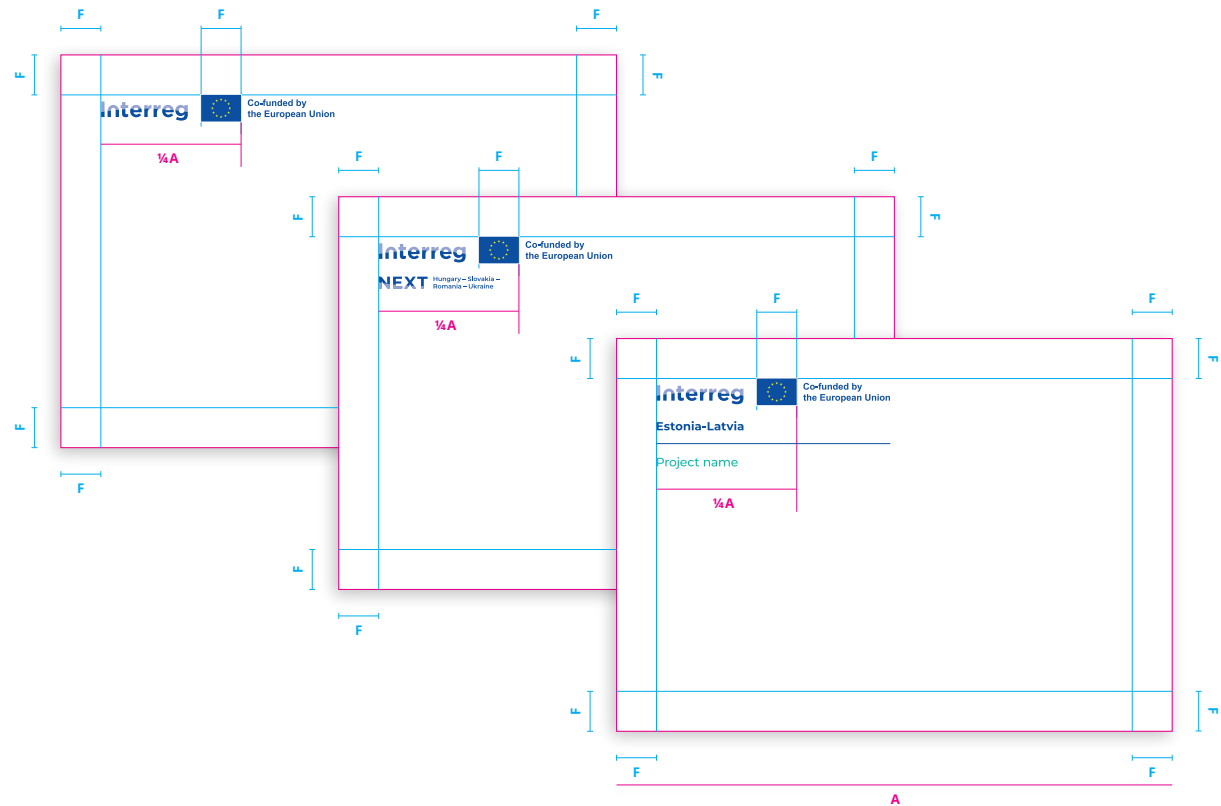 F F F
F F
Interreg Co-funded by
the European Union
¼A
F F F
F F
Interreg Co-funded by
the European Union
NEXT Hungary – Slovakia –
Romania – Ukraine
¼A
F F F
F F
Interreg Co-funded by
the European Union
Estonia-Latvia
Project name
¼A
F
F
F
F
F F
F F
A